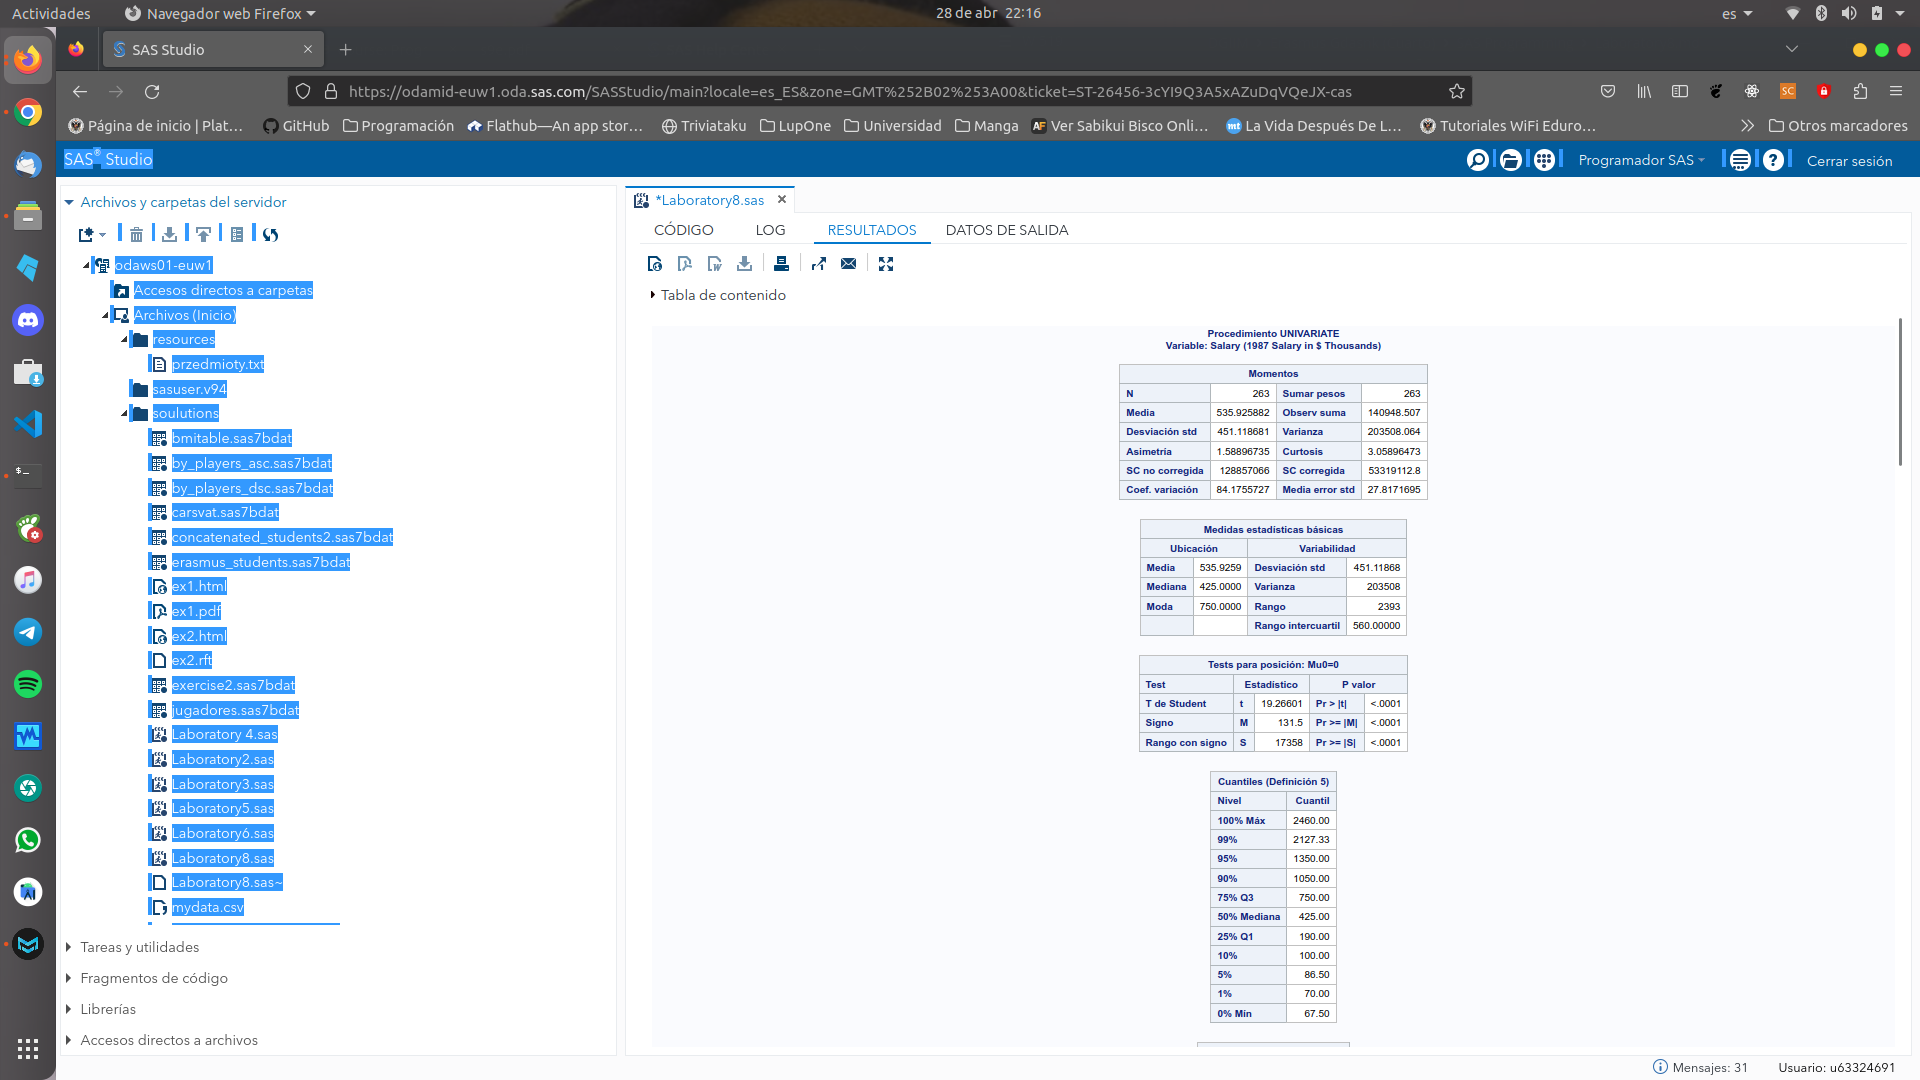 Actividades
Navegador web Firefox
28 de abr 22:16
es
SAS Studio
https://odamid-euw1.oda.sas.com/SASStudio/main?locale=es_ES&zone=GMT%252B02%253A00&ticket=ST-26456-3cYI9Q3A5xAZuDqVQeJX-cas
Página de inicio | Plat…
GitHub
Programación
Flathub—An app stor…
Triviataku
LupOne
Universidad
Manga
Ver Sabikui Bisco Onli…
La Vida Después De L…
Tutoriales WiFi Eduro…
Otros marcadores
SAS® Studio
Programador SAS
Cerrar sesión
Archivos y carpetas del servidor
odaws01-euw1
Accesos directos a carpetas
Archivos (Inicio)
resources
przedmioty.txt
sasuser.v94
soulutions
bmitable.sas7bdat
by_players_asc.sas7bdat
by_players_dsc.sas7bdat
carsvat.sas7bdat
concatenated_students2.sas7bdat
erasmus_students.sas7bdat
ex1.html
ex1.pdf
ex2.html
ex2.rft
exercise2.sas7bdat
jugadores.sas7bdat
Laboratory 4.sas
Laboratory2.sas
Laboratory3.sas
Laboratory5.sas
Laboratory6.sas
Laboratory8.sas
Laboratory8.sas~
mydata.csv
Tareas y utilidades
Fragmentos de código
Librerías
Accesos directos a archivos
*Laboratory8.sas
CÓDIGO LOG RESULTADOS DATOS DE SALIDA
Tabla de contenido
Procedimiento UNIVARIATE
Variable: Salary (1987 Salary in $ Thousands)
Momentos
N 263 Sumar pesos 263
Media 535.925882 Observ suma 140948.507
Desviación std 451.118681 Varianza 203508.064
Asimetría 1.58896735 Curtosis 3.05896473
SC no corregida 128857066 SC corregida 53319112.8
Coef. variación 84.1755727 Media error std 27.8171695
Medidas estadísticas básicas
Ubicación Variabilidad
Media 535.9259 Desviación std 451.11868
Mediana 425.0000 Varianza 203508
Moda 750.0000 Rango 2393
Rango intercuartil 560.00000
Tests para posición: Mu0=0
Test Estadístico P valor
T de Student t 19.26601 Pr > |t| <.0001
Signo M 131.5 Pr >= |M| <.0001
Rango con signo S 17358 Pr >= |S| <.0001
Cuantiles (Definición 5)
Nivel Cuantil
100% Máx 2460.00
99% 2127.33
95% 1350.00
90% 1050.00
75% Q3 750.00
50% Mediana 425.00
25% Q1 190.00
10% 100.00
5% 86.50
1% 70.00
0% Mín 67.50
Mensajes: 31
Usuario: u63324691